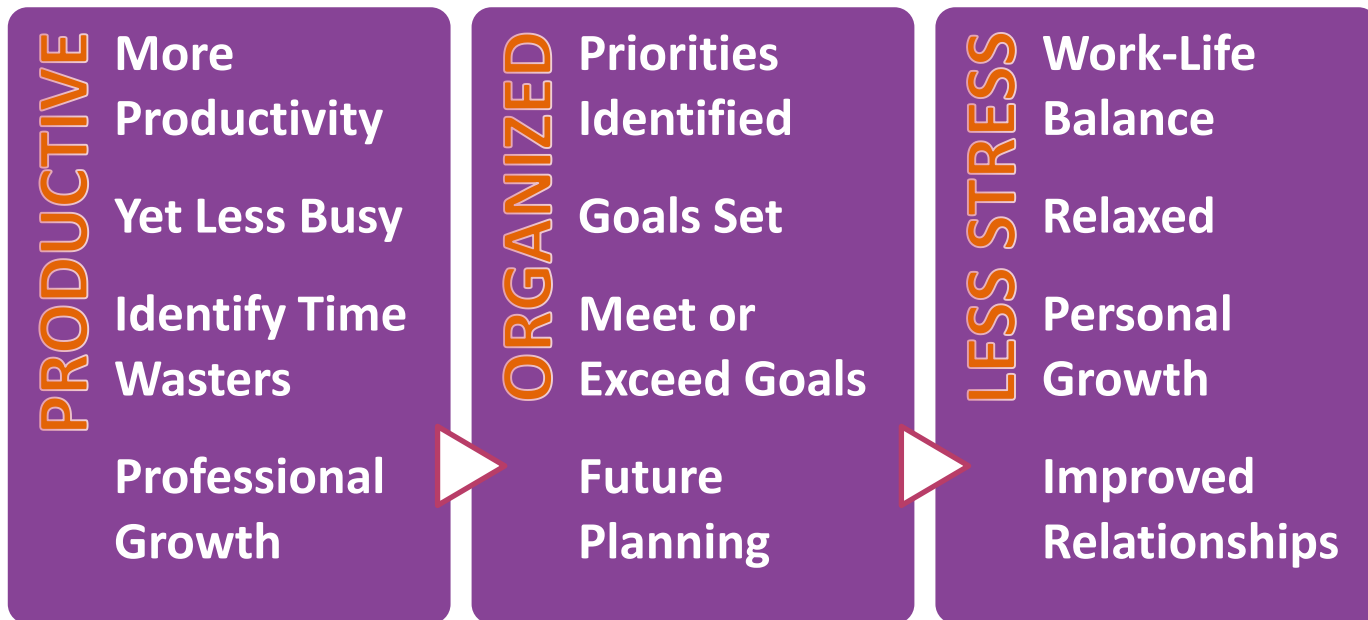 PRODUCTIVE
More
Productivity
Yet Less Busy
Identify Time
Wasters
Professional
Growth
ORGANIZED
Priorities
Identified
Goals Set
Meet or
Exceed Goals
Future
Planning
LESS STRESS
Work-Life
Balance
Relaxed
Personal
Growth
Improved
Relationships